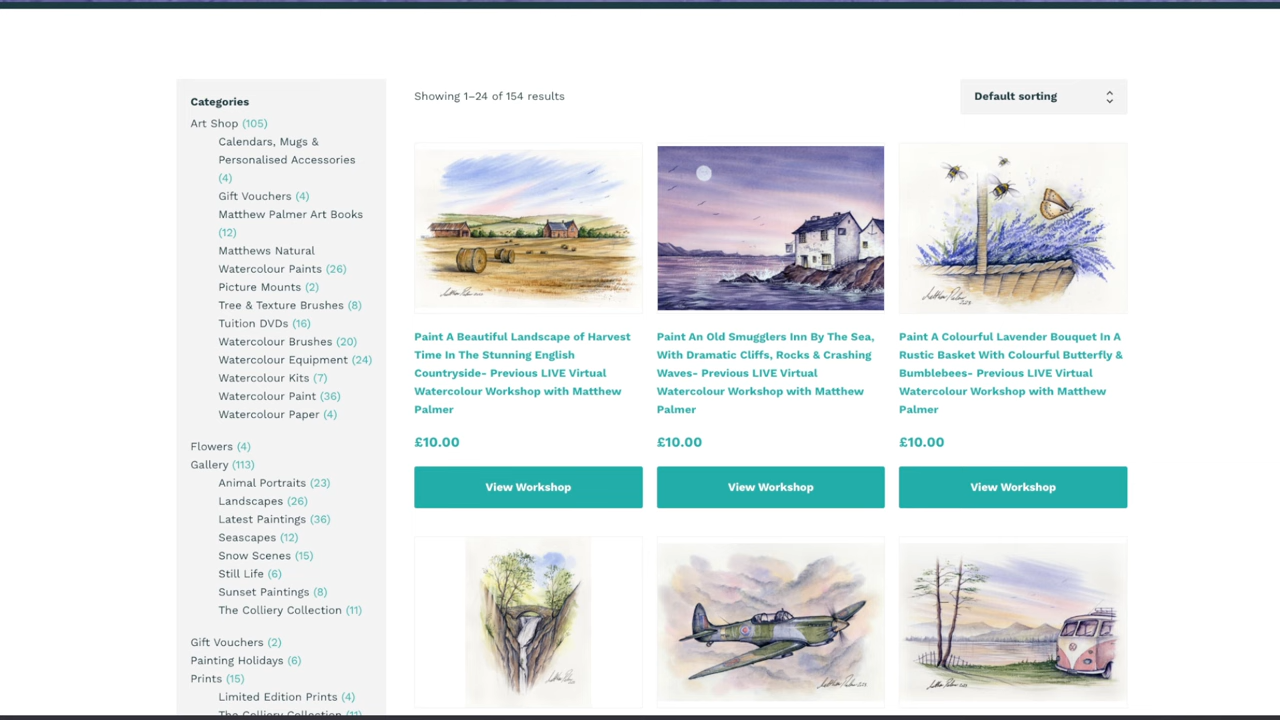 Categories
Art Shop (105)
Calendars, Mugs &
Personalised Accessories
(4)
Gift Vouchers (4)
Matthew Palmer Art Books
(12)
Matthews Natural
Watercolour Paints (26)
Picture Mounts (2)
Tree & Texture Brushes (8)
Tuition DVDs (16)
Watercolour Brushes (20)
Watercolour Equipment (24)
Watercolour Kits (7)
Watercolour Paint (36)
Watercolour Paper (4)
Flowers (4)
Gallery (113)
Animal Portraits (23)
Landscapes (26)
Latest Paintings (36)
Seascapes (12)
Snow Scenes (15)
Still Life (6)
Sunset Paintings (8)
The Colliery Collection (11)
Gift Vouchers (2)
Painting Holidays (6)
Prints (15)
Limited Edition Prints (4)
The Colliery Collection (11)
Showing 1–24 of 154 results
Default sorting
Paint A Beautiful Landscape of Harvest
Time In The Stunning English
Countryside- Previous LIVE Virtual
Watercolour Workshop with Matthew
Palmer
£10.00
View Workshop
Paint An Old Smugglers Inn By The Sea,
With Dramatic Cliffs, Rocks & Crashing
Waves- Previous LIVE Virtual
Watercolour Workshop with Matthew
Palmer
£10.00
View Workshop
Paint A Colourful Lavender Bouquet In A
Rustic Basket With Colourful Butterfly &
Bumblebees- Previous LIVE Virtual
Watercolour Workshop with Matthew
Palmer
£10.00
View Workshop